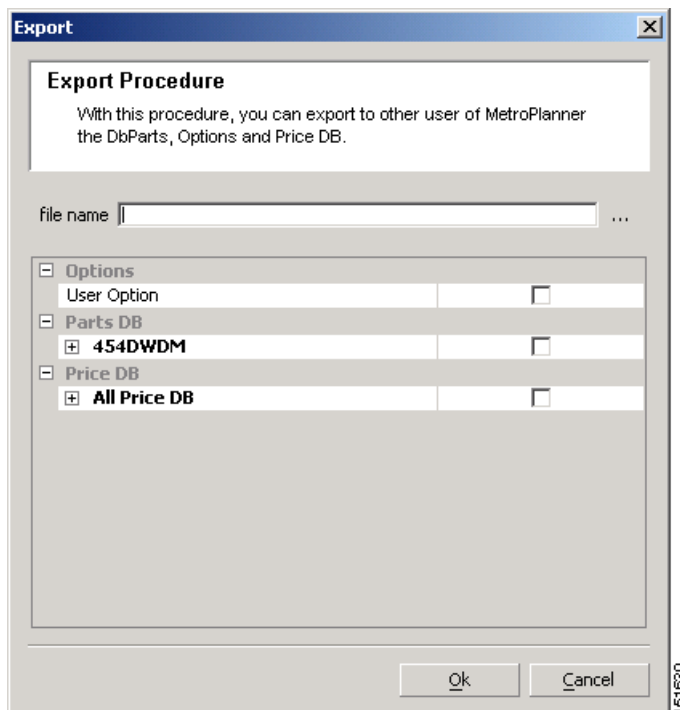 Export
Export Procedure
With this procedure, you can export to other user of MetroPlanner
the DbParts, Options and Price DB.
file name
...
Options
User Option
Parts DB
454DWDM
Price DB
All Price DB
Ok
Cancel